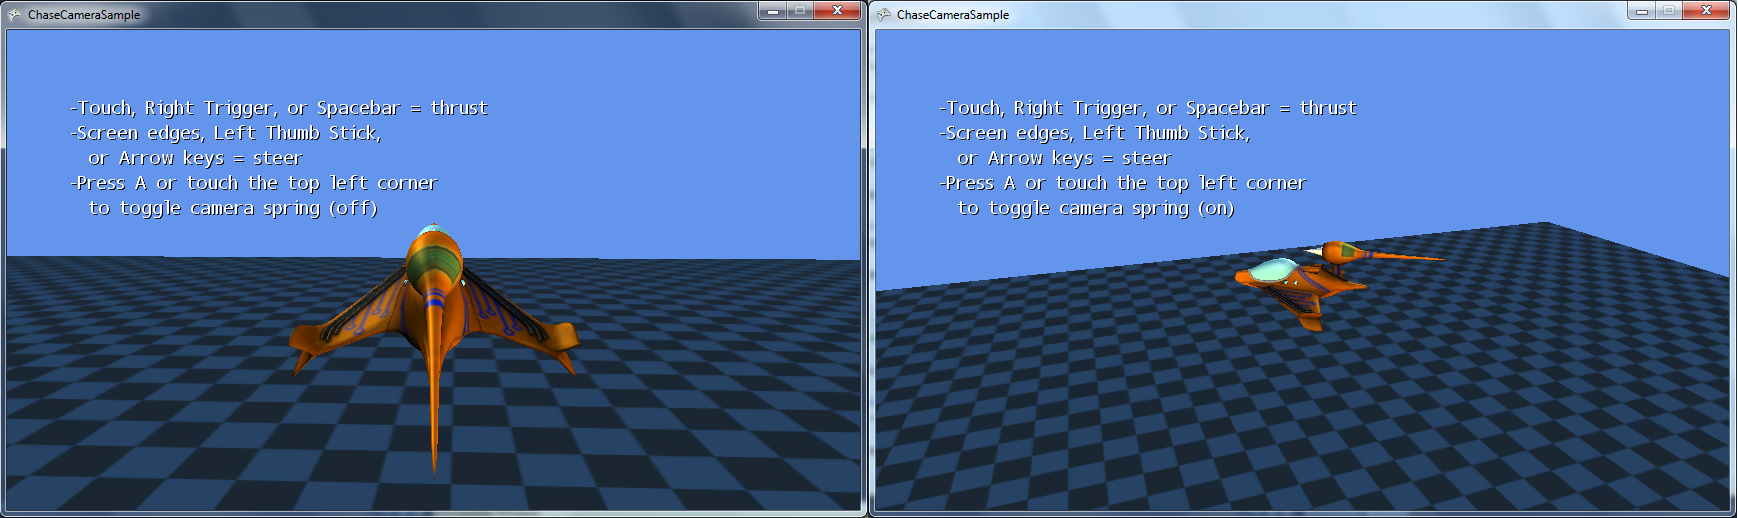 ChaseCameraSample
-Touch, Right Trigger, or Spacebar = thrust
-Screen edges, Left Thumb Stick,
or Arrow keys = steer
-Press A or touch the top left corner
to toggle camera spring (off)
ChaseCameraSample
-Touch, Right Trigger, or Spacebar = thrust
-Screen edges, Left Thumb Stick,
or Arrow keys = steer
-Press A or touch the top left corner
to toggle camera spring (on)